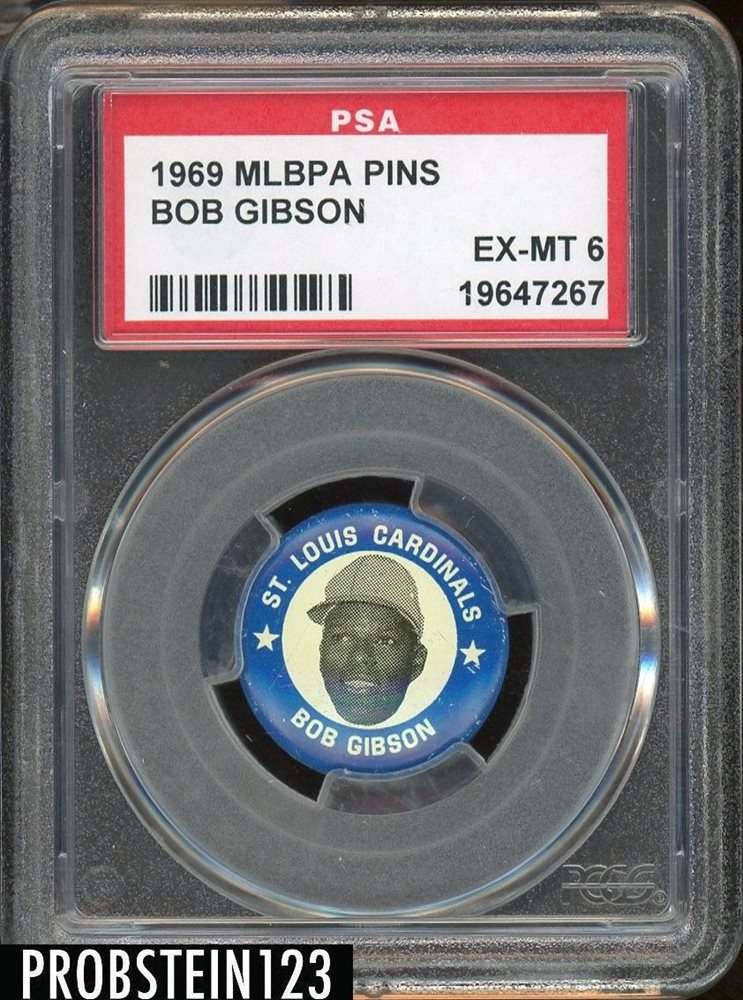 PSA
1969 MLBPA PINS
BOB GIBSON
EX-MT 6
19647267
ST. LOUIS CARDINALS
BOB GIBSON
PCGS
PROBSTEIN123